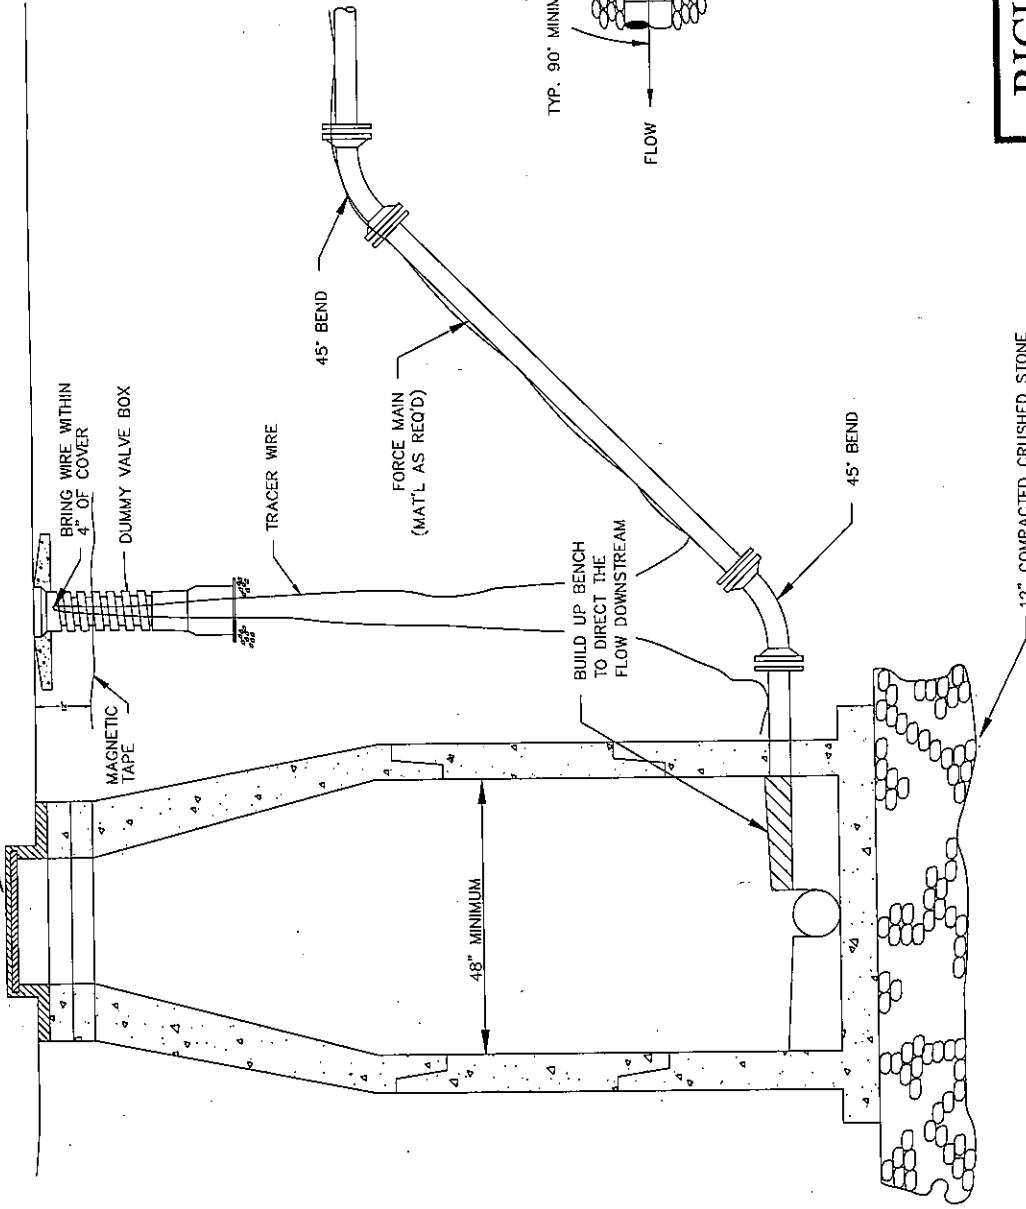 BRING WIRE WITHIN
4" OF COVER
DUMMY VALVE BOX
MAGNETIC
TAPE
12"
TRACER WIRE
45° BEND
FORCE MAIN
(MAT'L AS REQ'D)
BUILD UP BENCH
TO DIRECT THE
FLOW DOWNSTREAM
48" MINIMUM
45° BEND
12" COMPACTED CRUSHED STONE
TYP. 90° MINIM
FLOW